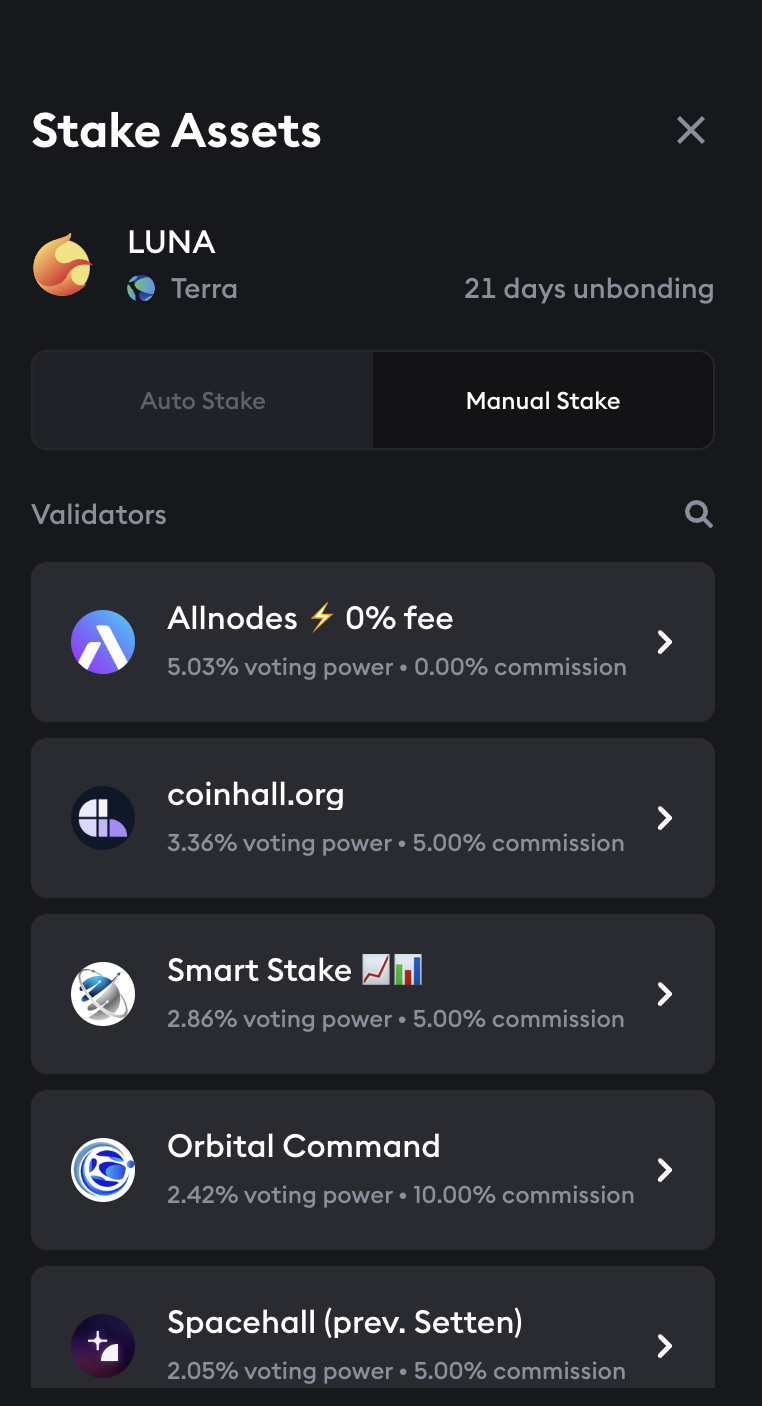 Stake Assets
LUNA
Terra
21 days unbonding
Auto Stake
Manual Stake
Validators
Allnodes ⚡ 0% fee
5.03% voting power • 0.00% commission
coinhall.org
3.36% voting power • 5.00% commission
Smart Stake 📈📊
2.86% voting power • 5.00% commission
Orbital Command
2.42% voting power • 10.00% commission
Spacehall (prev. Setten)
2.05% voting power • 5.00% commission